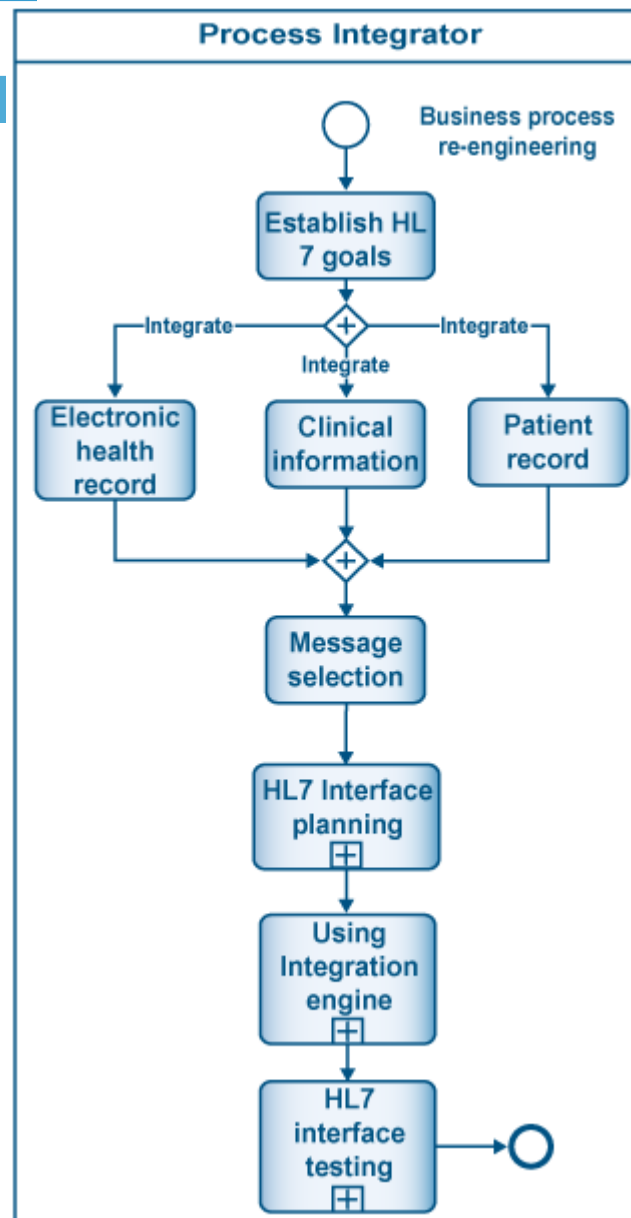 Process Integrator
Business process
re-engineering
Establish HL
7 goals
Integrate
Integrate
Integrate
Electronic
health
record
Clinical
information
Patient
record
Message
selection
HL7 Interface
planning
Using
Integration
engine
HL7
interface
testing